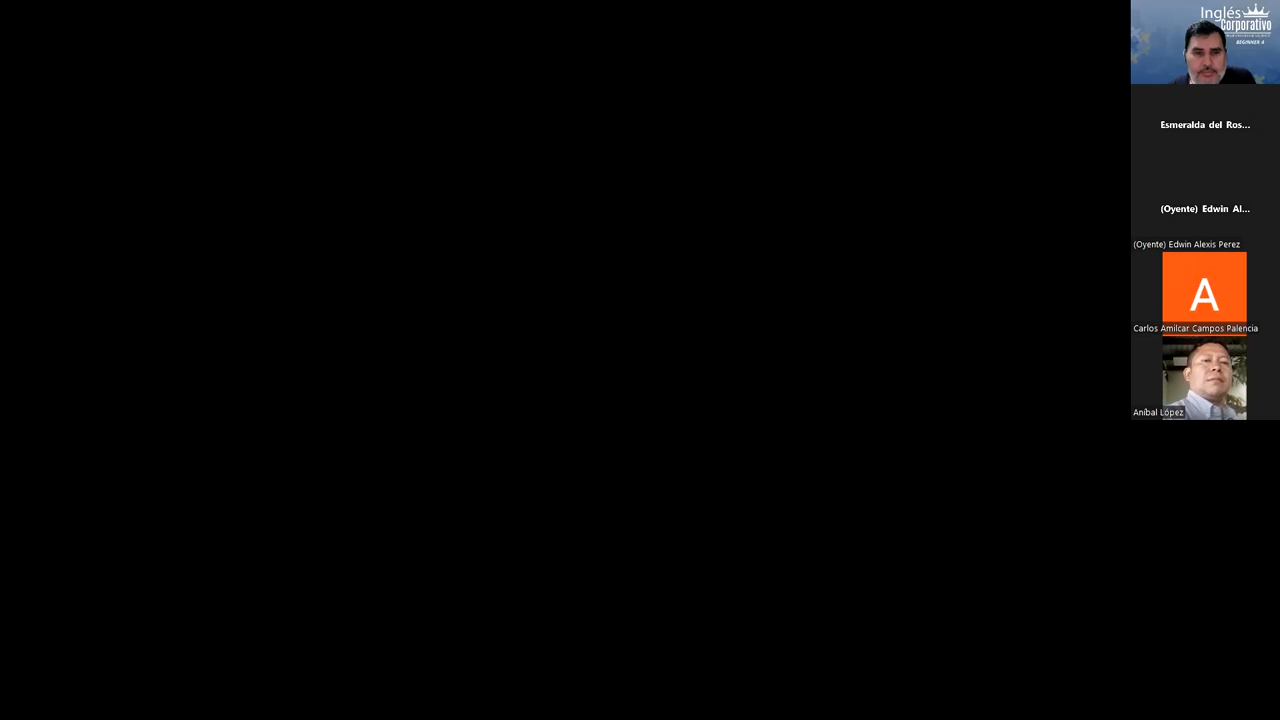 Inglés
Corporativo
BEGINNER 4
Esmeralda del Ros...
(Oyente) Edwin Al...
(Oyente) Edwin Alexis Perez
A
Carlos Amilcar Campos Palencia
Aníbal López